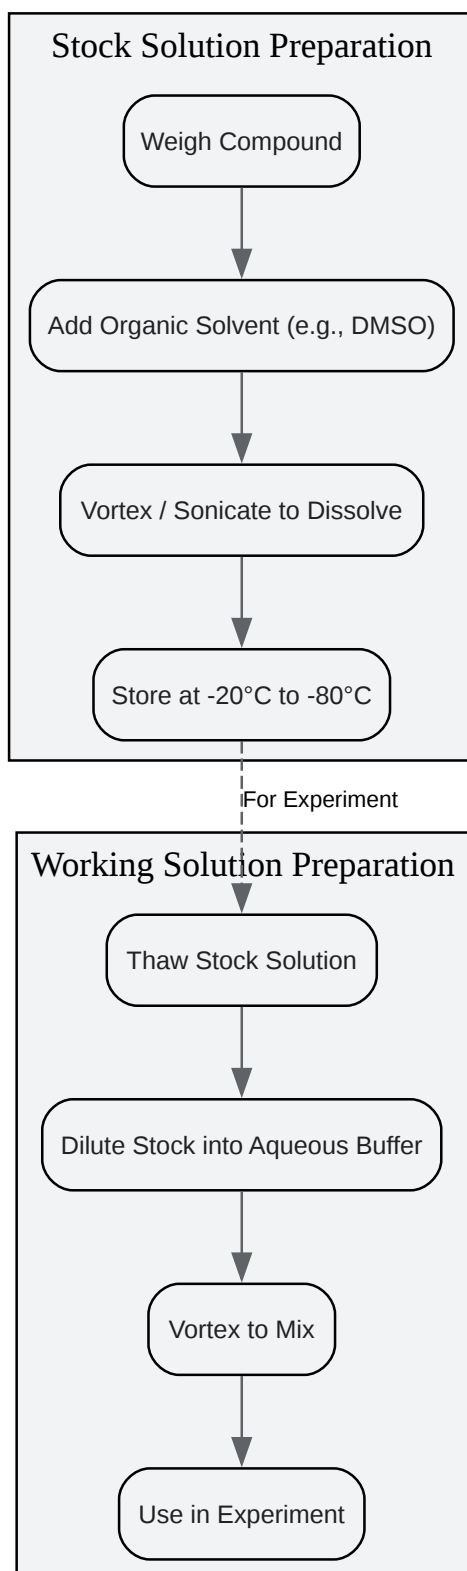 Stock Solution Preparation
Weigh Compound
Add Organic Solvent (e.g., DMSO)
Vortex / Sonicate to Dissolve
Store at -20°C to -80°C
For Experiment
Working Solution Preparation
Thaw Stock Solution
Dilute Stock into Aqueous Buffer
Vortex to Mix
Use in Experiment